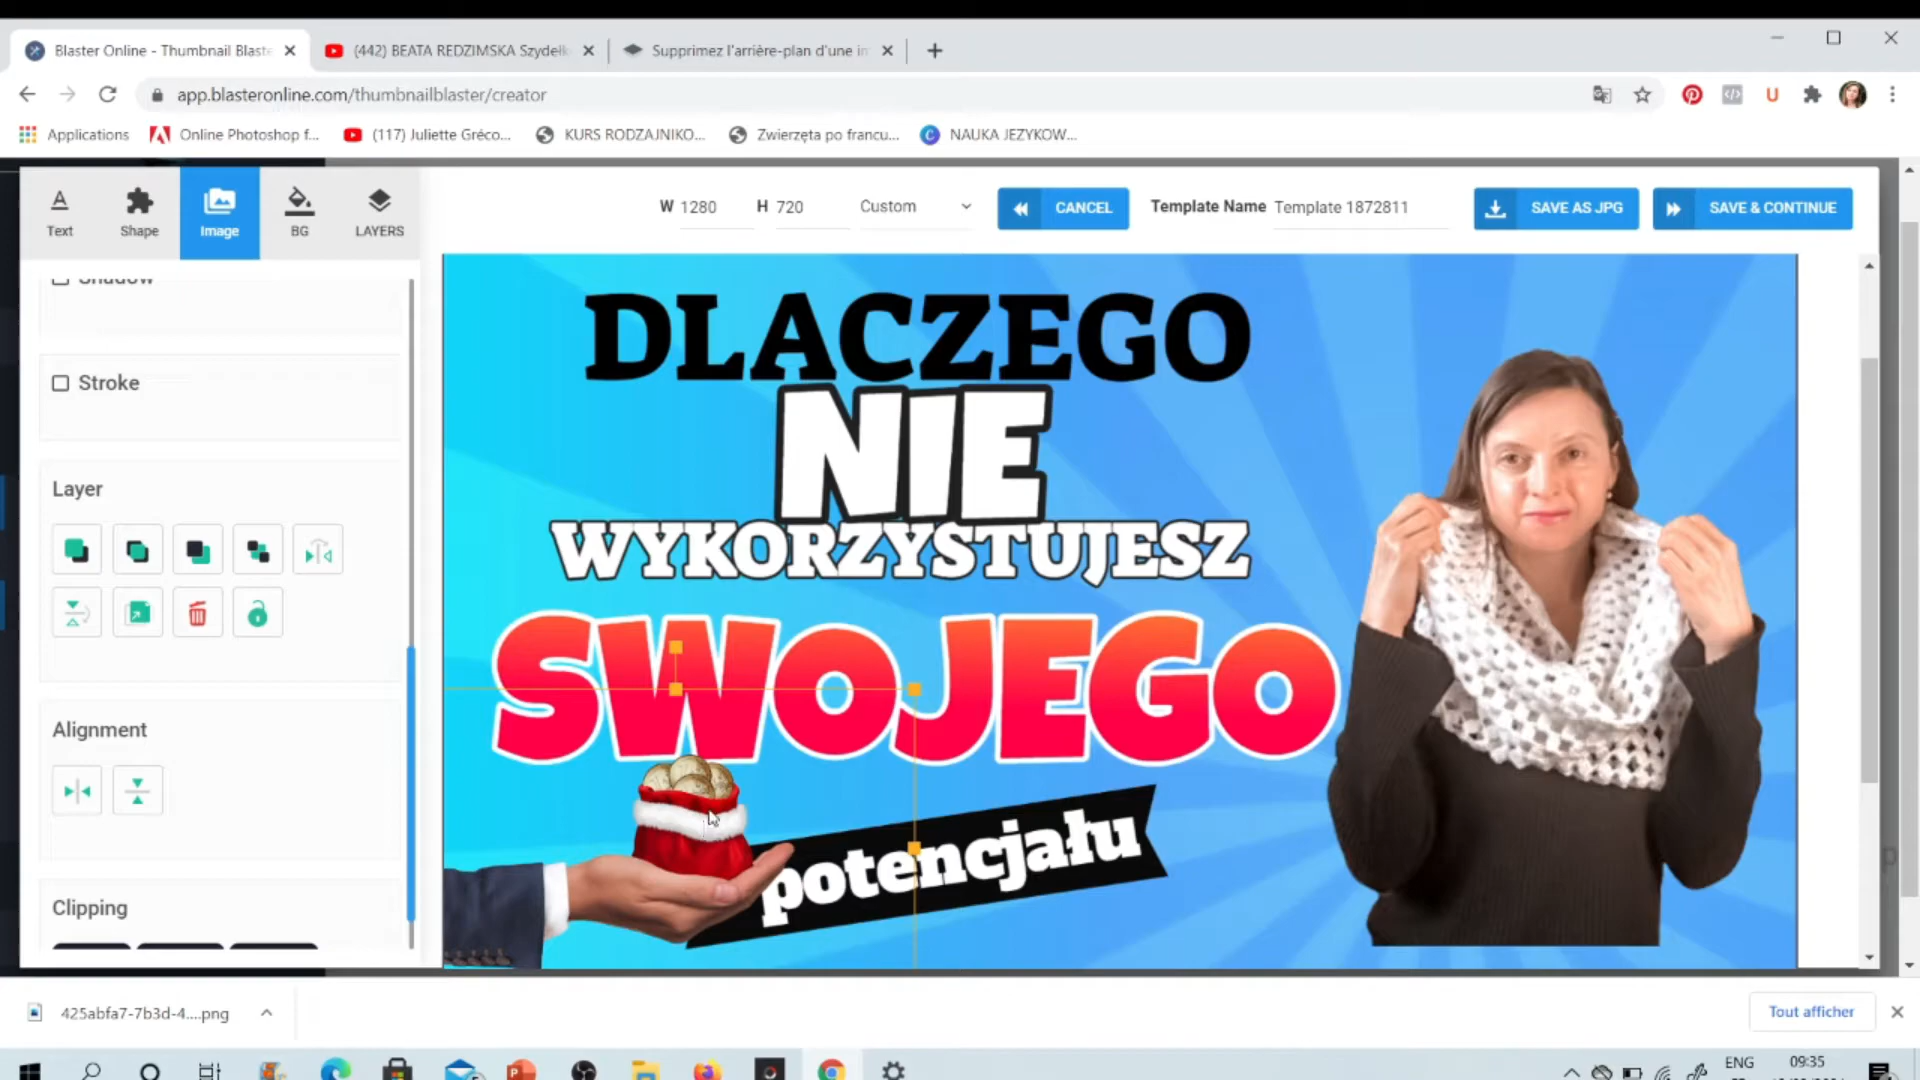 Blaster Online - Thumbnail Blaste
(442) BEATA REDZIMSKA Szydełk
Supprimez l'arrière-plan d'une im
app.blasteronline.com/thumbnailblaster/creator
Applications
Online Photoshop f...
(117) Juliette Gréco...
KURS RODZAJNIKO...
Zwierzęta po francu...
NAUKA JEZYKOW...
Text
Shape
Image
BG
LAYERS
W 1280
H 720
Custom
CANCEL
Template Name
Template 1872811
SAVE AS JPG
SAVE & CONTINUE
Shadow
Stroke
Layer
Alignment
Clipping
DLACZEGO
NIE
WYKORZYSTUJESZ
SWOJEGO
potencjału
425abfa7-7b3d-4....png
Tout afficher
ENG
09:35